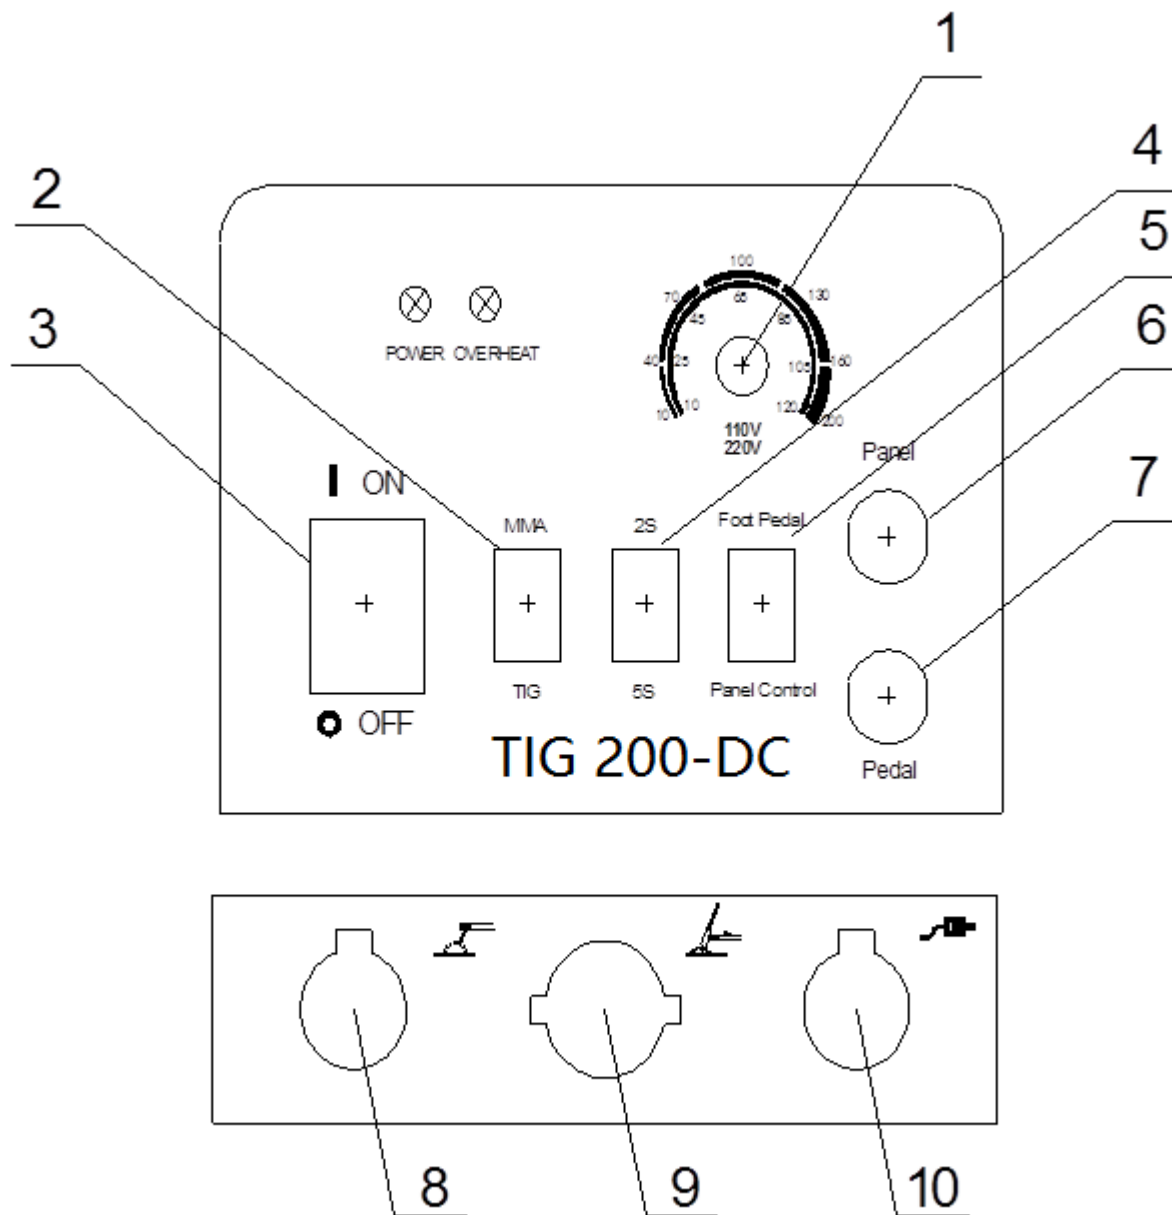 1
2
4
5
3
6
7
100
70
130
65
45
85
POWER OVERHEAT
40
25
105
160
10
10
120
200
110V
220V
Panel
I ON
MMA
2S
Foot Pedal
TIG
5S
Panel Control
O OFF
TIG 200-DC
Pedal
8
9
10